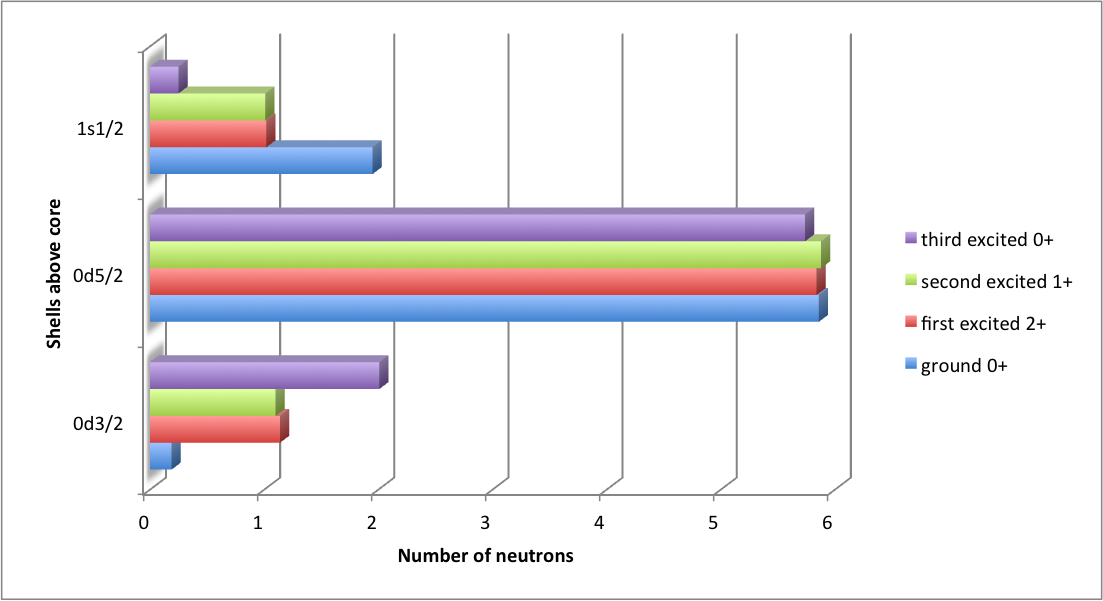 1s1/2
0d5/2
0d3/2
Shells above core
0 1 2 3 4 5 6
Number of neutrons
third excited 0+
second excited 1+
first excited 2+
ground 0+